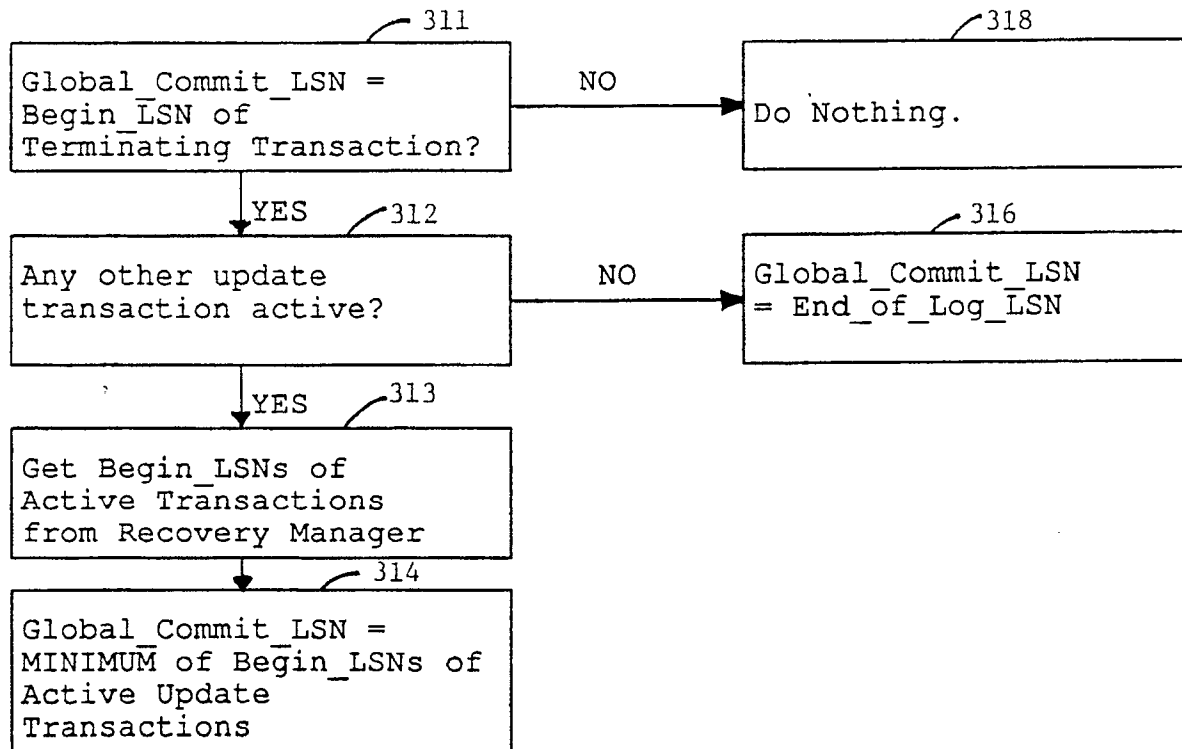 311
Global_Commit_LSN =
Begin_LSN of
Terminating Transaction?
NO
318
Do Nothing.
YES
312
Any other update
transaction active?
NO
316
Global_Commit_LSN
= End_of_Log_LSN
YES
313
Get Begin_LSNs of
Active Transactions
from Recovery Manager
314
Global_Commit_LSN =
MINIMUM of Begin_LSNs of
Active Update
Transactions